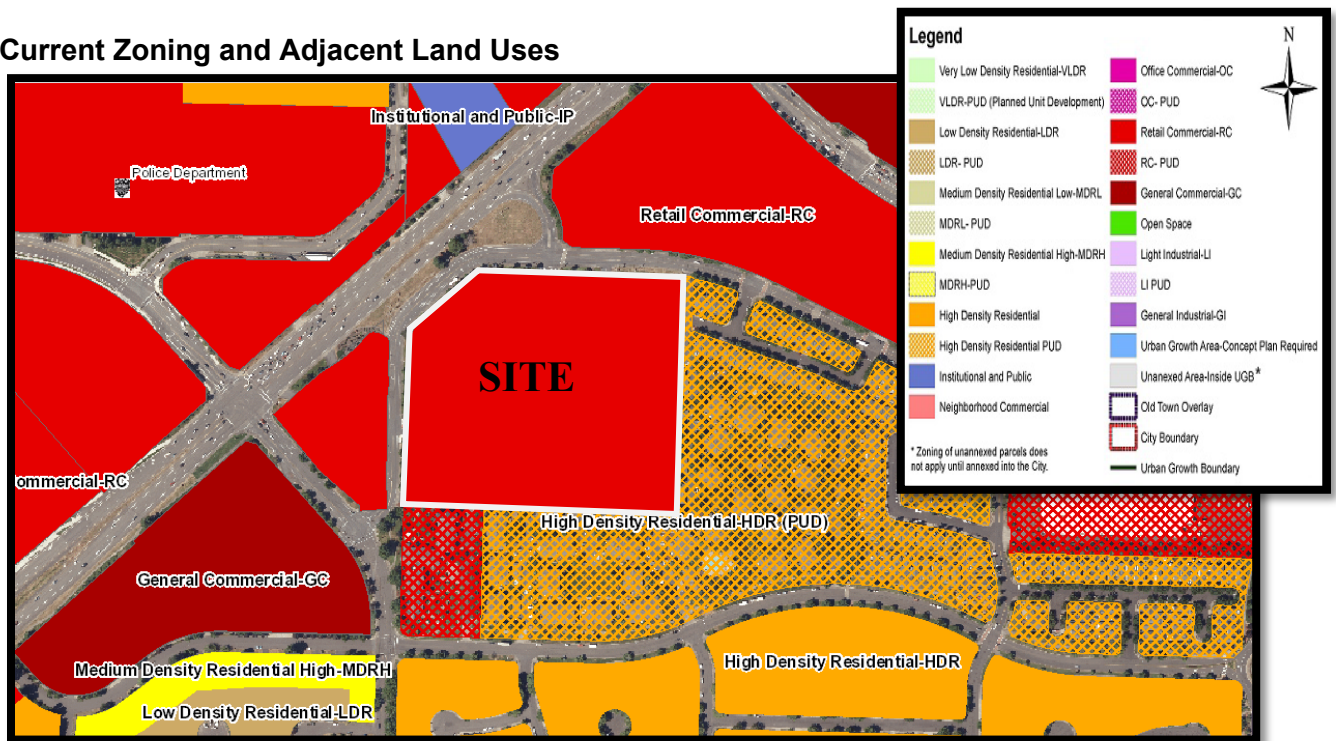 Current Zoning and Adjacent Land Uses
Institutional and Public-IP
Police Department
Retail Commercial-RC
SITE
ommercial-RC
High Density Residential-HDR (PUD)
General Commercial-GC
Medium Density Residential High-MDRH
High Density Residential-HDR
Low Density Residential-LDR
Legend
N
Very Low Density Residential-VLDR
VLDR-PUD (Planned Unit Development)
Low Density Residential-LDR
LDR- PUD
Medium Density Residential Low-MDRL
MDRL- PUD
Medium Density Residential High-MDRH
MDRH-PUD
High Density Residential
High Density Residential PUD
Institutional and Public
Neighborhood Commercial
* Zoning of unannexed parcels does
not apply until annexed into the City.
Office Commercial-OC
OC- PUD
Retail Commercial-RC
RC- PUD
General Commercial-GC
Open Space
Light Industrial-LI
LI PUD
General Industrial-GI
Urban Growth Area-Concept Plan Required
Unanexed Area-Inside UGB*
Old Town Overlay
City Boundary
Urban Growth Boundary